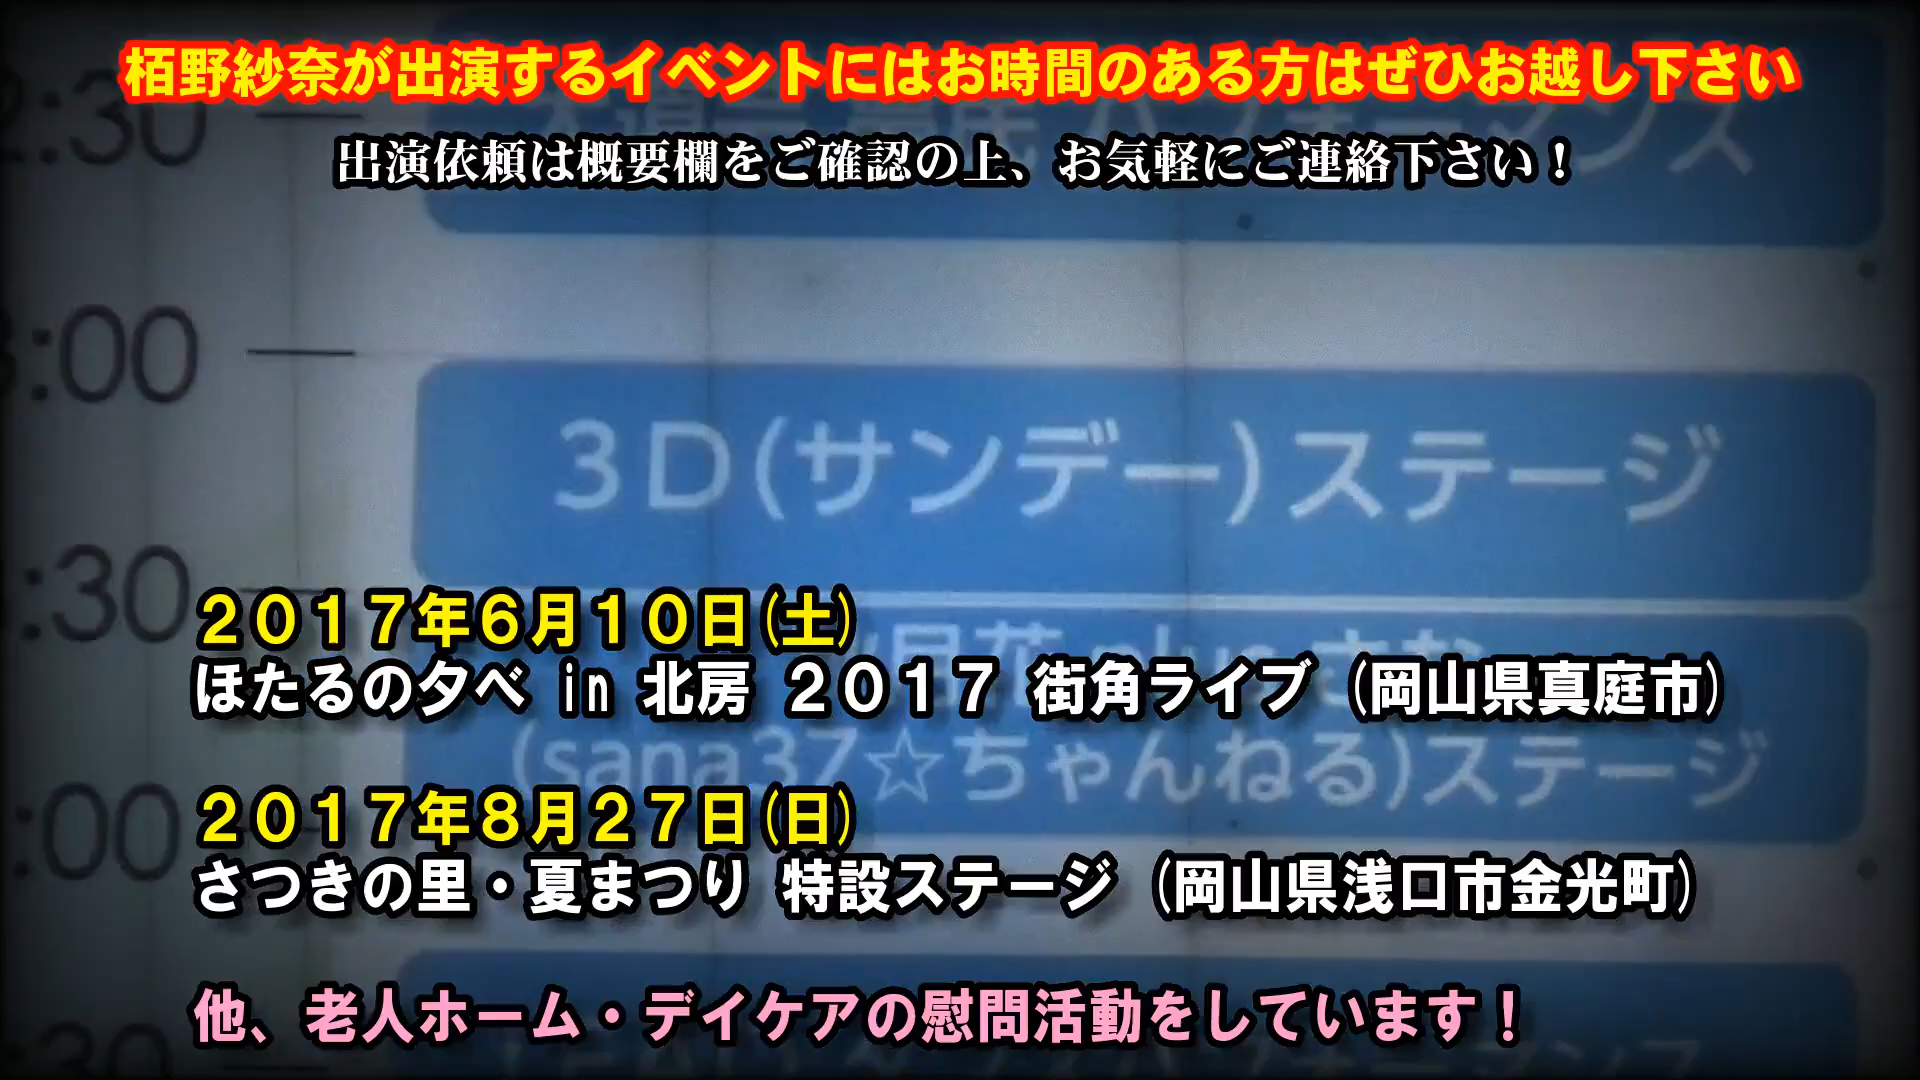 栢野紗奈が出演するイベントにはお時間のある方はぜひお越し下さい
出演依頼は概要欄をご確認の上、お気軽にご連絡下さい！
:30
:00
３Ｄ(サンデー)ステージ
:30
２０１７年６月１０日(土)
ほたるの夕べ in 北房 ２０１７ 街角ライブ (岡山県真庭市)
(sana37☆ちゃんねる)ステージ
:00
２０１７年８月２７日(日)
さつきの里・夏まつり 特設ステージ (岡山県浅口市金光町)
他、老人ホーム・デイケアの慰問活動をしています！
:30